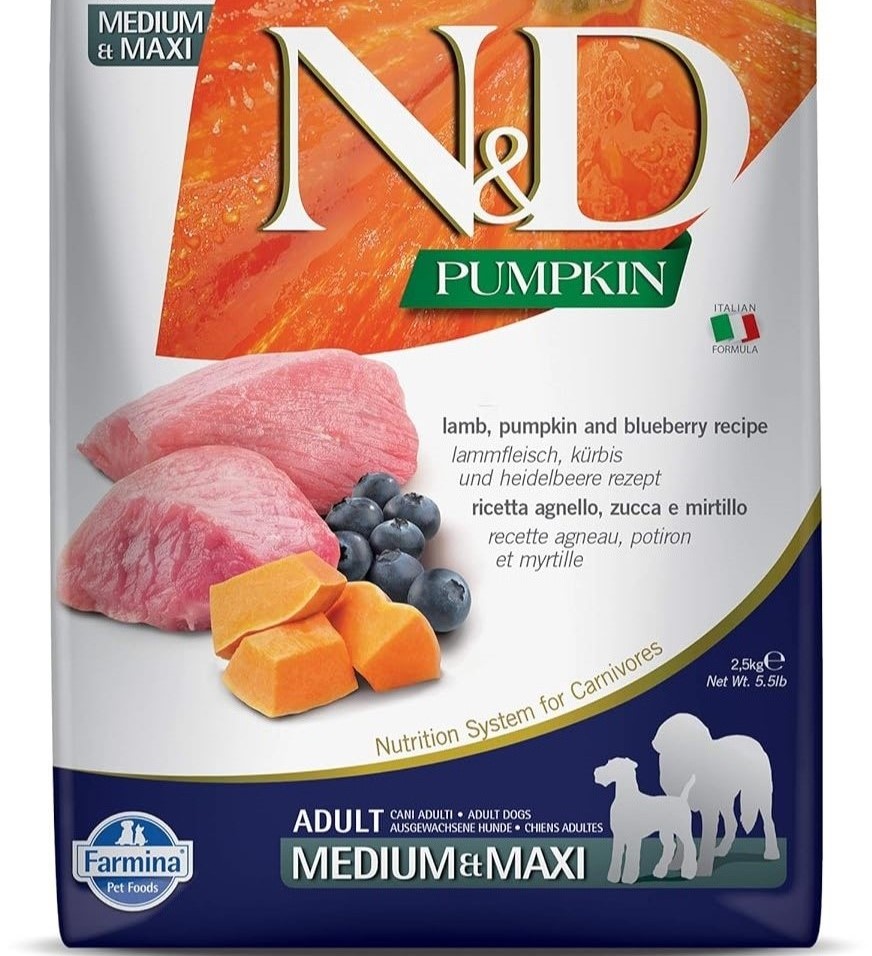 MEDIUM
& MAXI
N&D
PUMPKIN
ITALIAN
FORMULA
lamb, pumpkin and blueberry recipe
lammfleisch, kürbis
und heidelbeere rezept
ricetta agnello, zucca e mirtillo
recette agneau, potiron
et myrtille
2,5kg℮
Net Wt. 5.5lb
Nutrition System for Carnivores
ADULT CANI ADULTI • ADULT DOGS
AUSGEWACHSENE HUNDE • CHIENS ADULTES
MEDIUM&MAXI
Farmina®
Pet Foods